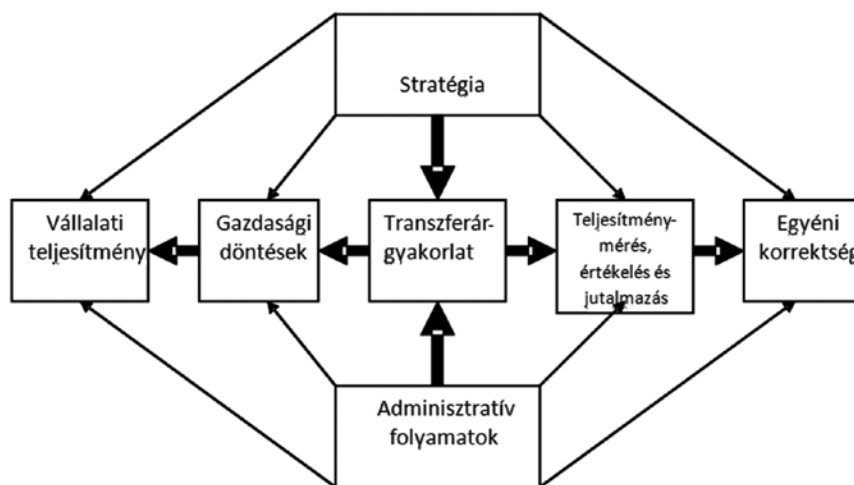 Stratégia
Vállalati
teljesítmény
Gazdasági
döntések
Transzferár-
gyakorlat
Teljesítmény-
mérés,
értékelés és
jutalmazás
Egyéni
korrektség
Adminisztratív
folyamatok